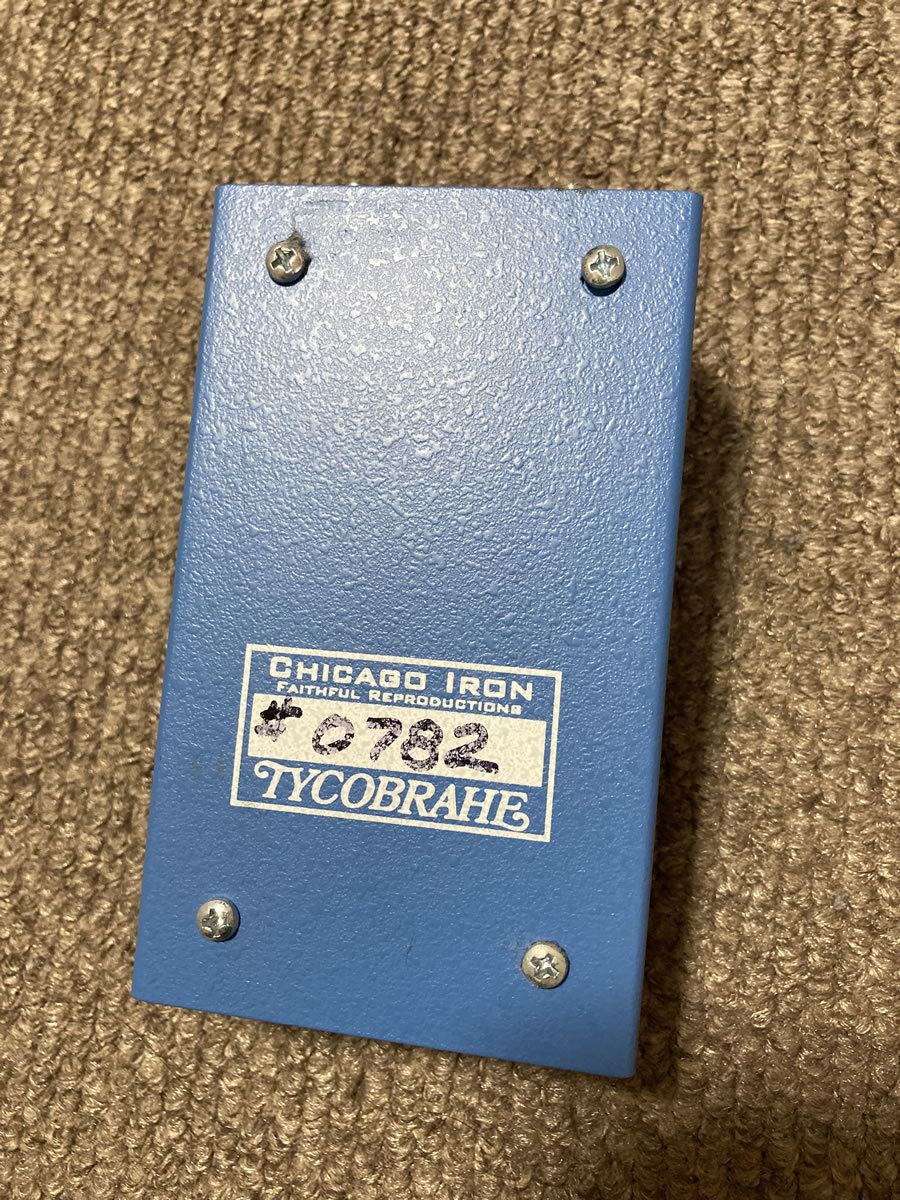 CHICAGO IRON
FAITHFUL REPRODUCTIONS
# 0782
TYCOBRAHE